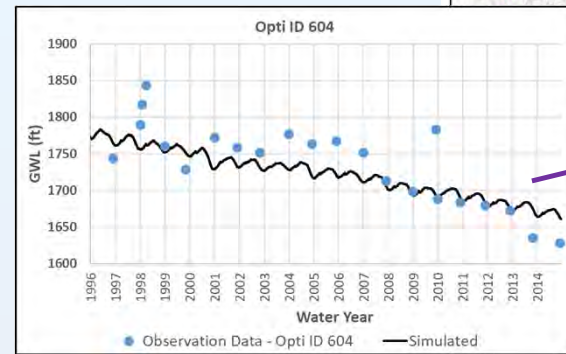 Opti ID 604
GWL (ft)
1900
1850
1800
1750
1700
1650
1600
1996 1997 1998 1999 2000 2001 2002 2003 2004 2005 2006 2007 2008 2009 2010 2011 2012 2013 2014
Water Year
Observation Data - Opti ID 604 Simulated